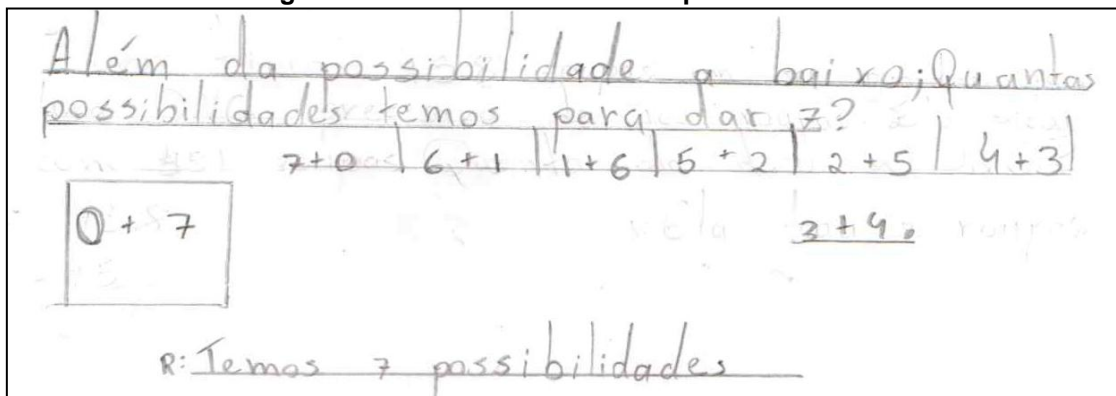 Além da possibilidade a baixo; Quantas
possibilidades temos para dar 7?
7+0 | 6+1 | 1+6 | 5+2 | 2+5 | 4+3|
0+7
3+4.
R: Temos 7 possibilidades